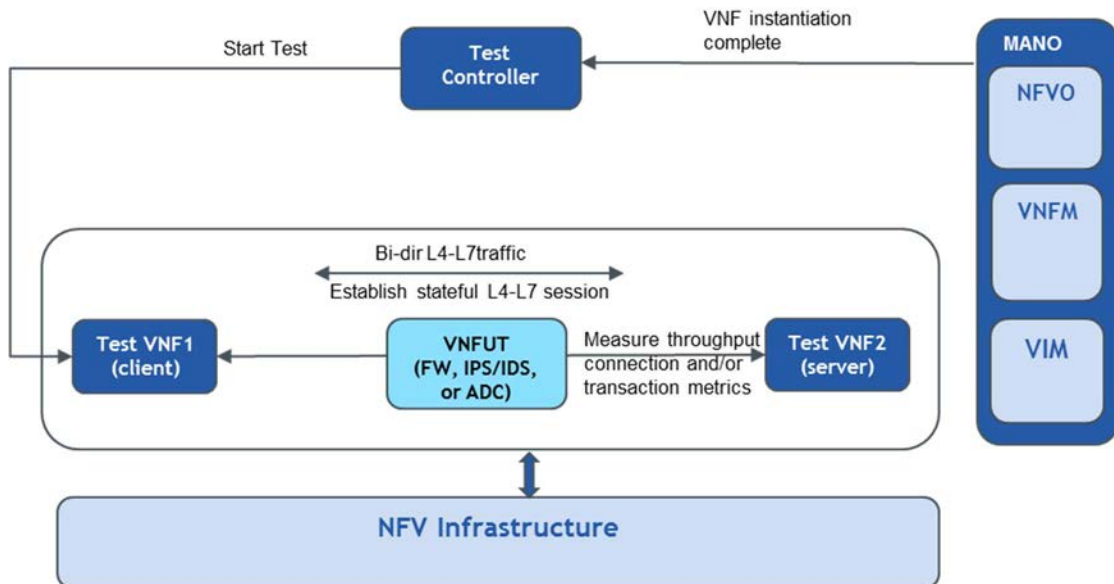 VNF instantiation
complete
Start Test
Test
Controller
MANO
NFVO
VNFM
VIM
Bi-dir L4-L7traffic
Establish stateful L4-L7 session
Test VNF1
(client)
VNFUT
(FW, IPS/IDS,
or ADC)
Measure throughput
connection and/or
transaction metrics
Test VNF2
(server)
NFV Infrastructure